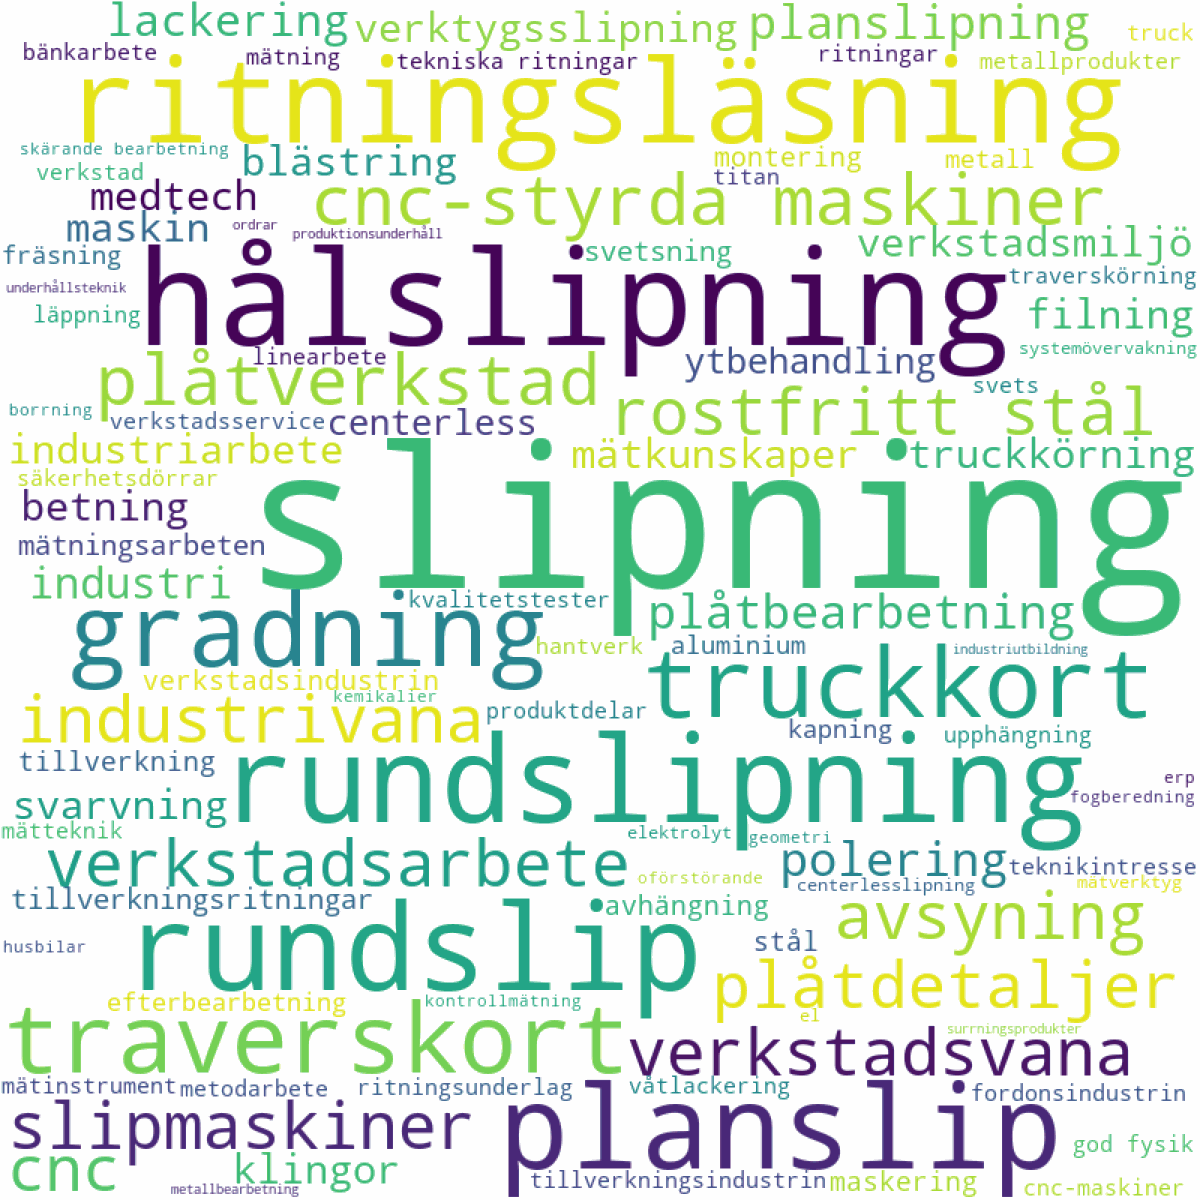 lackering verktygsslipning planslipning truck
bänkarbete mätning tekniska ritningar ritningar metallprodukter
ritningsläsning
skärande bearbetning blästring montering metall
verkstad titan
medtech cnc-styrda maskiner
maskin ordrar produktionsunderhåll svetsning verkstadsmiljö
fräsning hålslipning traverskörning
underhållsteknik
läppning filning
linearbete ytbehandling systemövervakning
plåtverkstad svets
borrning verkstadsservice centerless rostfritt stål
industriarbete mätkunskaper truckkörning
säkerhetsdörrar
betning slipning
mätningsarbeten
industri kvalitetstester plåtbearbetning
gradning hantverk aluminium industriutbildning
verkstadsindustrin truckkort
kemikalier
industrivana produktdelar kapning upphängning
tillverkning rundslipning erp
svarvning fogberedning
mätteknik elektrolyt geometri
verkstadsarbete polering teknikintresse
oförstörande centerlesslipning mätverktyg
tillverkningsritningar avhängning avsyning
husbilar rundslip stål
plåtdetaljer
efterbearbetning kontrollmätning el
traverskort surrningsprodukter
verkstadsvana
mätinstrument metodarbete ritningsunderlag våtlackering fordonsindustrin
slipmaskiner planslip god fysik
cnc klingor
metallbearbetning tillverkningsindustrin maskering cnc-maskiner